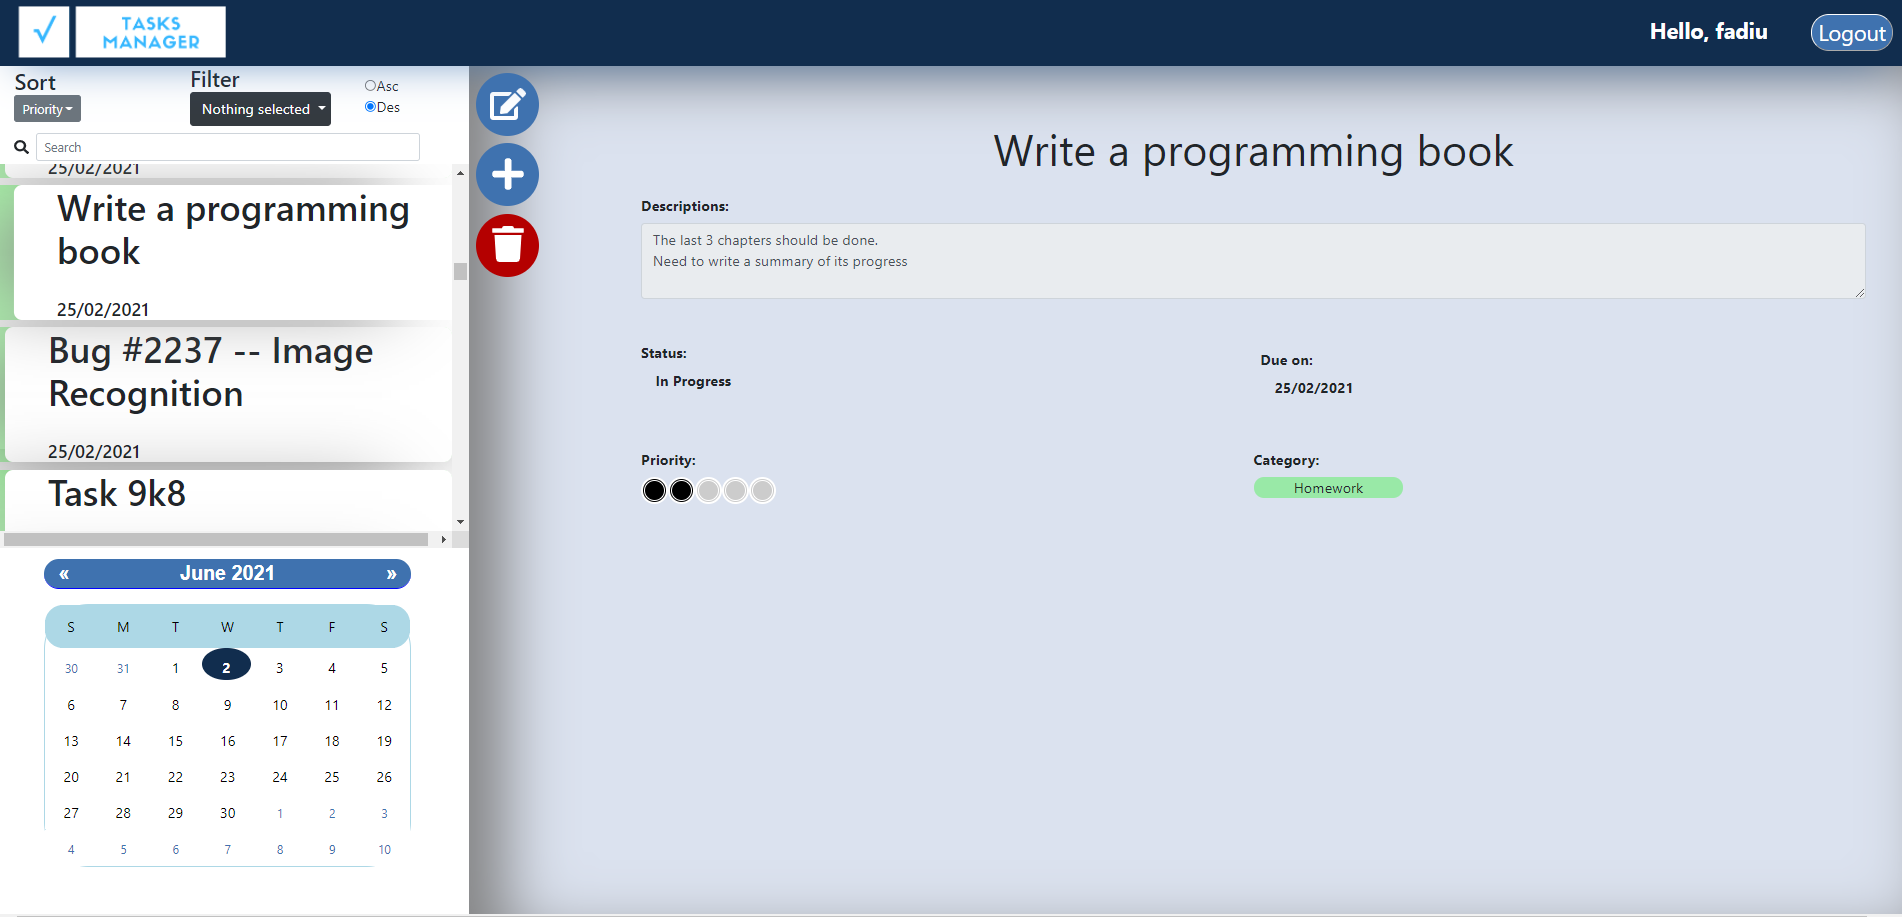 TASKS
MANAGER
Hello, fadiu
Logout
Sort
Priority
Filter
Nothing selected
Asc
Des
Search
25/02/2021
Write a programming
book
25/02/2021
Bug #2237 -- Image
Recognition
25/02/2021
Task 9k8
« June 2021 »
S M T W T F S
30 31 1 2 3 4 5
6 7 8 9 10 11 12
13 14 15 16 17 18 19
20 21 22 23 24 25 26
27 28 29 30 1 2 3
4 5 6 7 8 9 10
Write a programming book
Descriptions:
The last 3 chapters should be done.
Need to write a summary of its progress
Status:
In Progress
Due on:
25/02/2021
Priority:
Category:
Homework